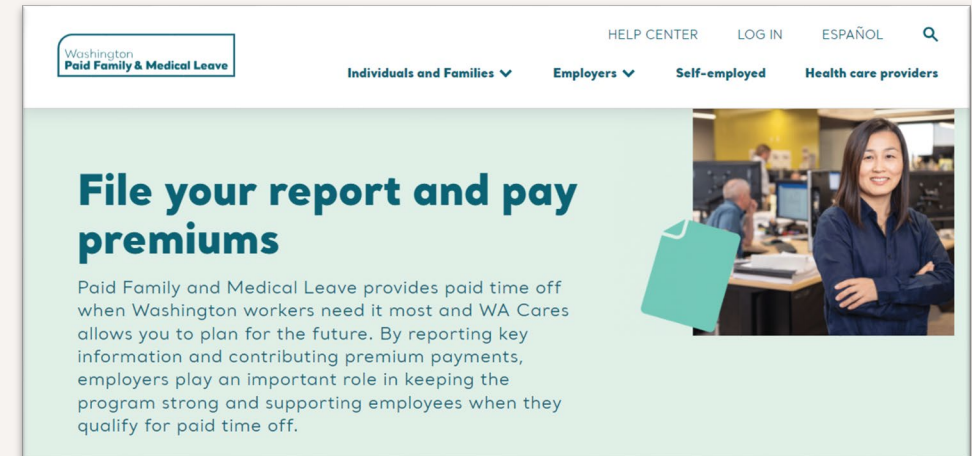 HELP CENTER LOG IN ESPAÑOL
Washington
Paid Family & Medical Leave
Individuals and Families Employers Self-employed Health care providers
File your report and pay
premiums
Paid Family and Medical Leave provides paid time off
when Washington workers need it most and WA Cares
allows you to plan for the future. By reporting key
information and contributing premium payments,
employers play an important role in keeping the
program strong and supporting employees when they
qualify for paid time off.